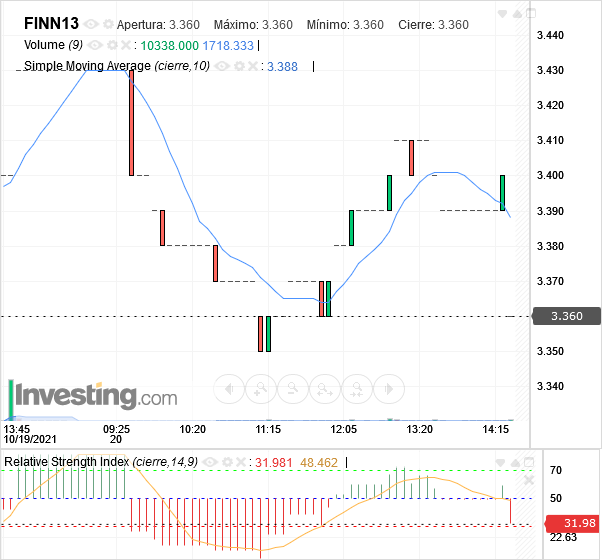 FINN13 Apertura: 3.360 Máximo: 3.360 Mínimo: 3.360 Cierre: 3.360
Volume (9) : 10338.000 1718.333
Simple Moving Average (cierre,10) : 3.388
3.440
3.430
3.420
3.410
3.400
3.390
3.380
3.370
3.360
3.350
3.340
Investing.com
13:45 09:25 10:20 11:15 12:05 13:20 14:15
10/19/2021 20
Relative Strength Index (cierre,14,9) : 31.981 48.462
70
50
31.98
22.63